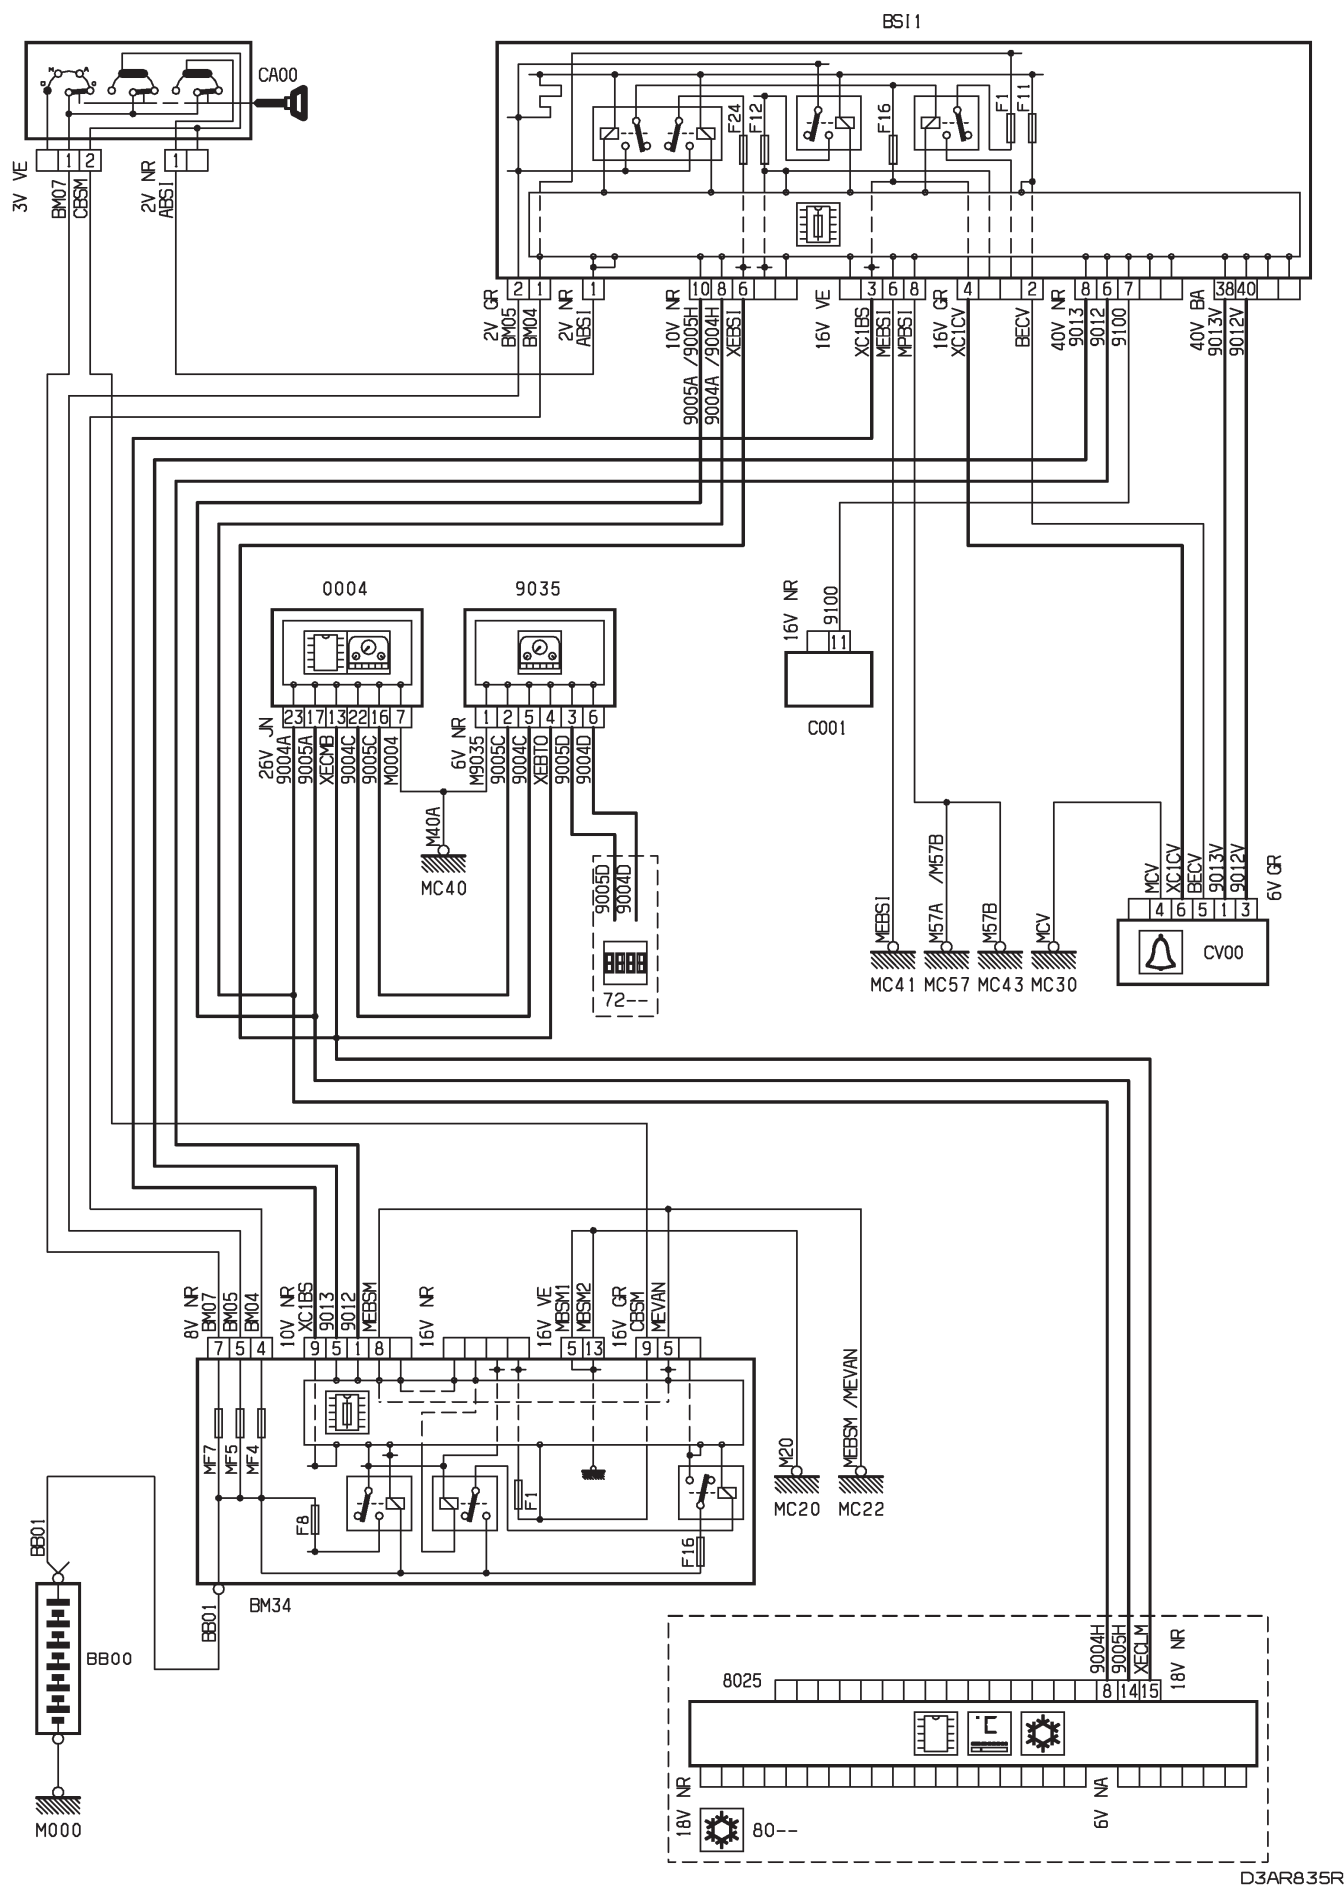 BSI1
CA00
M A
D
F24
F12
F16
F1
F11
1 2
1
3V VE
BM07
CBSM
2V NR
ABSI
2 1 1 10 8 6 3 6 8 4 2 8 6 7 38 40
2V GR
BM05
BM04
2V NR
ABSI
10V NR
9005A /9005H
9004A /9004H
XEBSI
16V VE
XC1BS
MEBSI
MPBSI
16V GR
XC1CV
BECV
40V NR
9013
9012
9100
40V BA
9013V
9012V
0004
9035
16V NR
9100
11
C001
23 17 13 22 16 7
1 2 5 4 3 6
26V JN
9004A
9005A
XECMB
9004C
9005C
M0004
6V NR
M9035
9005C
9004C
XEBTO
9005D
9004D
M40A
MC40
9005D
9004D
8888
72--
MEBSI
M57A /M57B
M57B
MCV
MC41
MC57
MC43
MC30
MCV
XC1CV
BECV
9013V
9012V
6V GR
4 6 5 1 3
CV00
8V NR
BM07
BM05
BM04
10V NR
XC1BS
9013
9012
MEBSM
16V NR
16V VE
MBSM1
MBSM2
16V GR
CBSM
MEVAN
7 5 4 9 5 1 8 5 13 9 5
MF7
MF5
MF4
F8
F1
F16
M20
MEBSM /MEVAN
MC20
MC22
BB01
BB01
BM34
BB00
M000
9004H
9005H
XECLM
18V NR
8025
8 14 15
°C
18V NR
6V NA
80--
D3AR835R